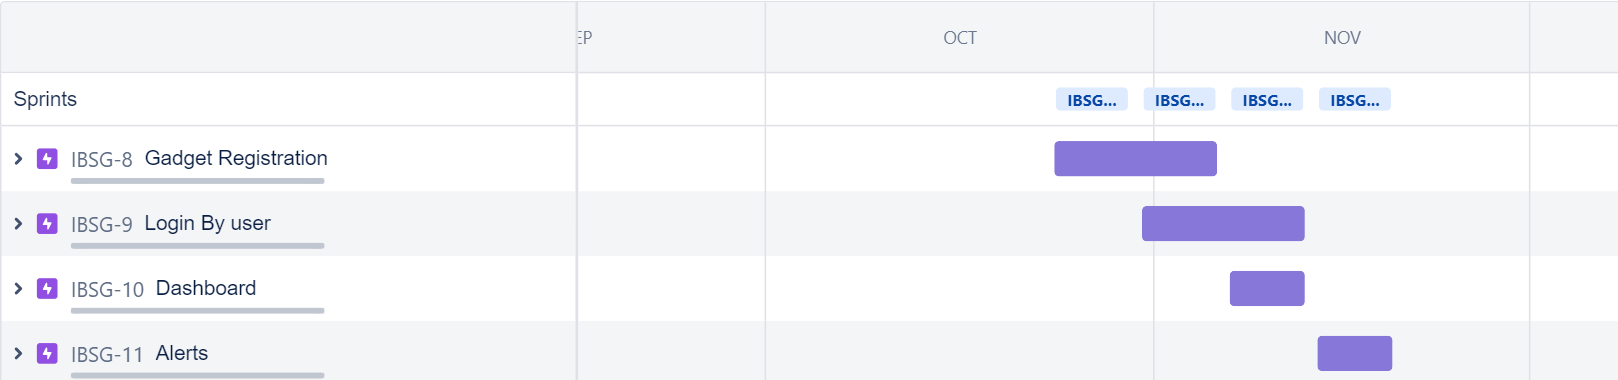 EP OCT NOV
Sprints IBSG... IBSG... IBSG... IBSG...
IBSG-8 Gadget Registration
IBSG-9 Login By user
IBSG-10 Dashboard
IBSG-11 Alerts